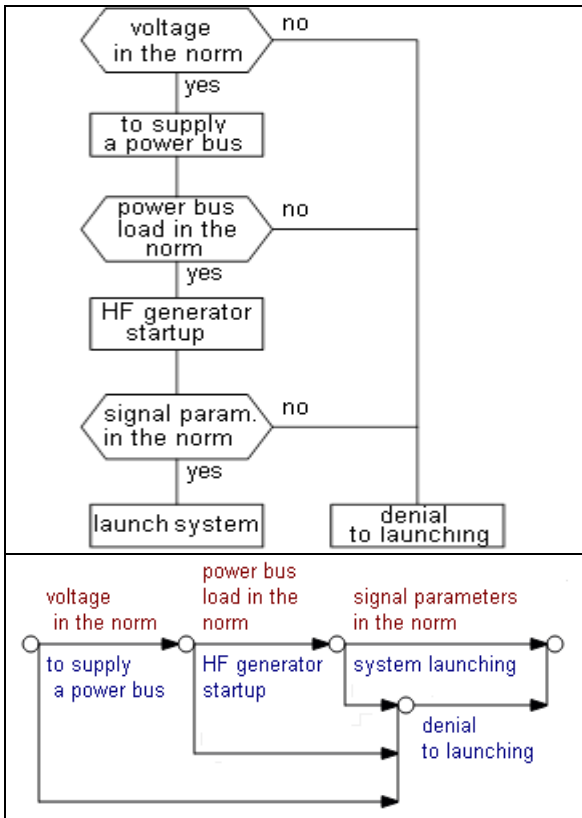 voltage
in the norm
no
yes
to supply
a power bus
power bus
load in the
norm
no
yes
HF generator
startup
signal param.
in the norm
no
yes
launch system
denial
to launching
voltage
in the norm
power bus
load in the
norm
signal parameters
in the norm
to supply
a power bus
HF generator
startup
system launching
denial
to launching